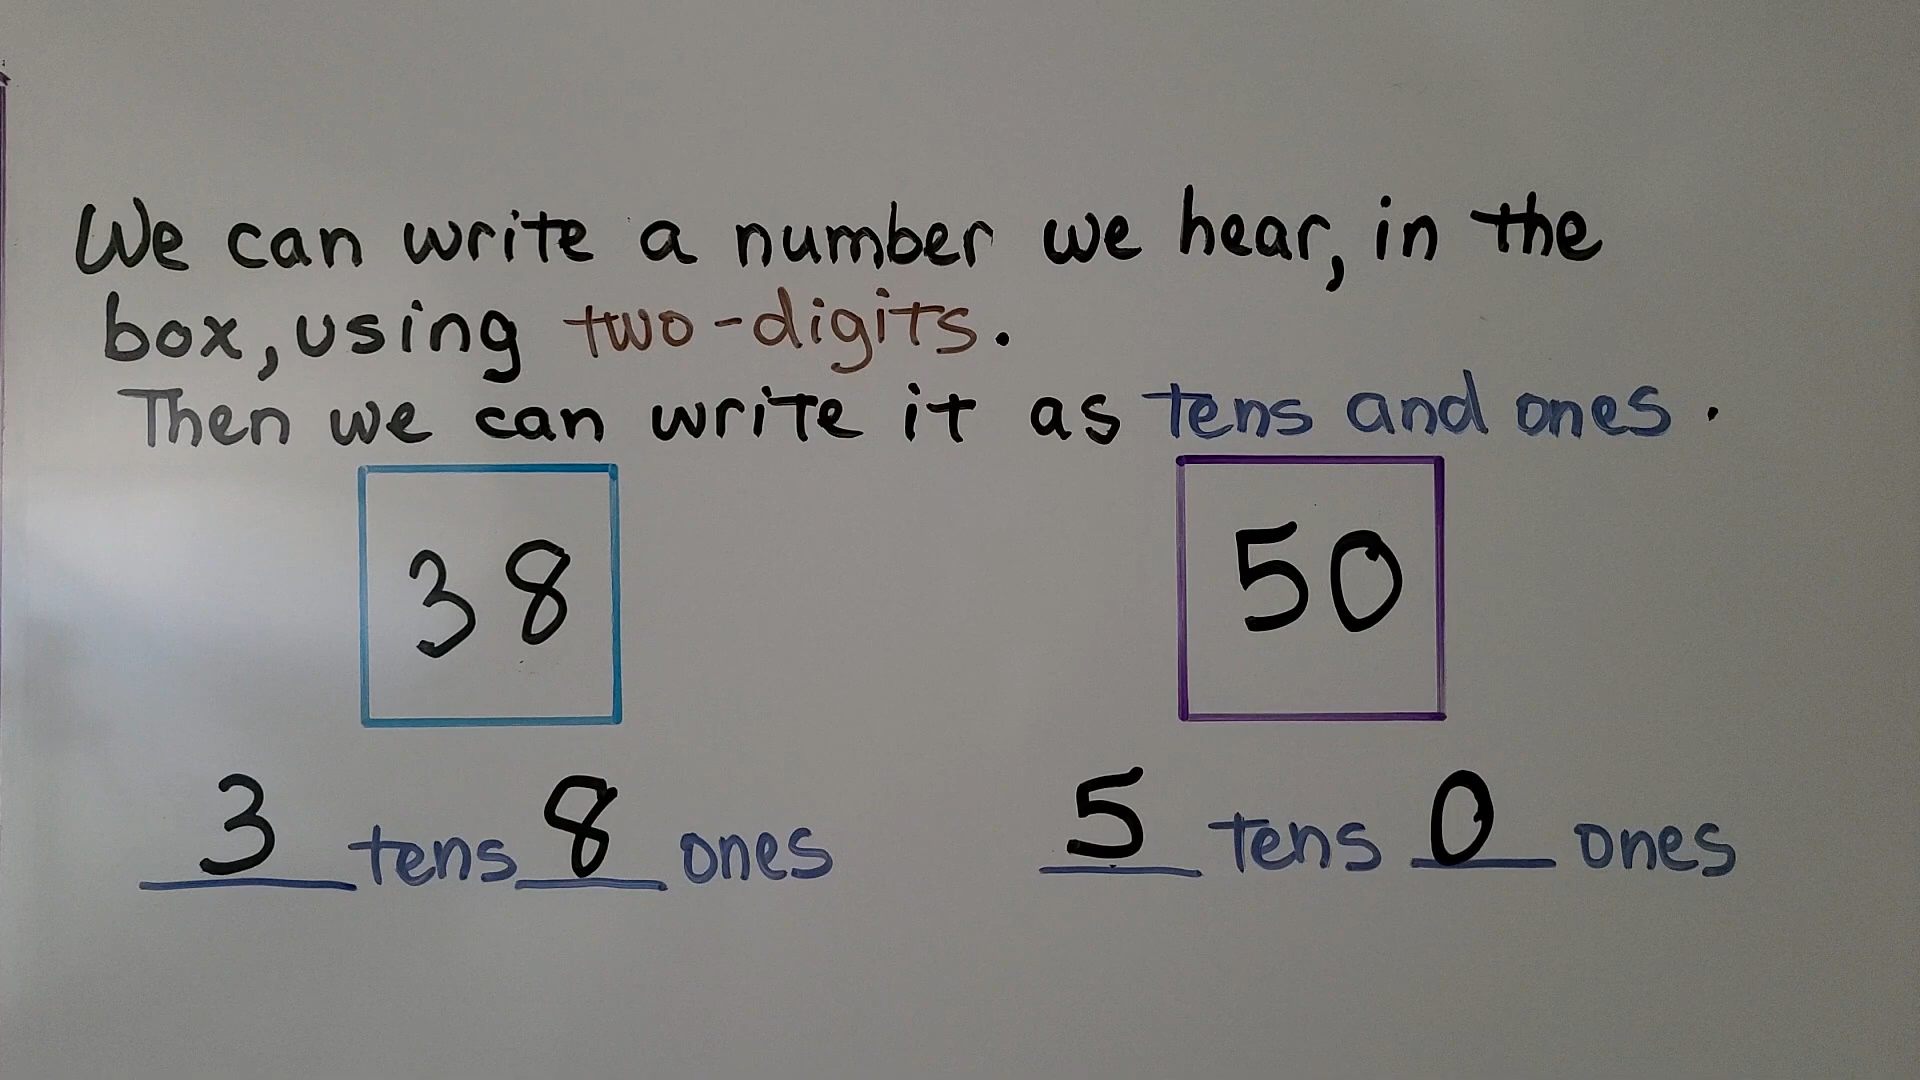 We can write a number we hear, in the
box, using two-digits.
Then we can write it as tens and ones.
38 50
3 tens 8 ones 5 tens 0 ones